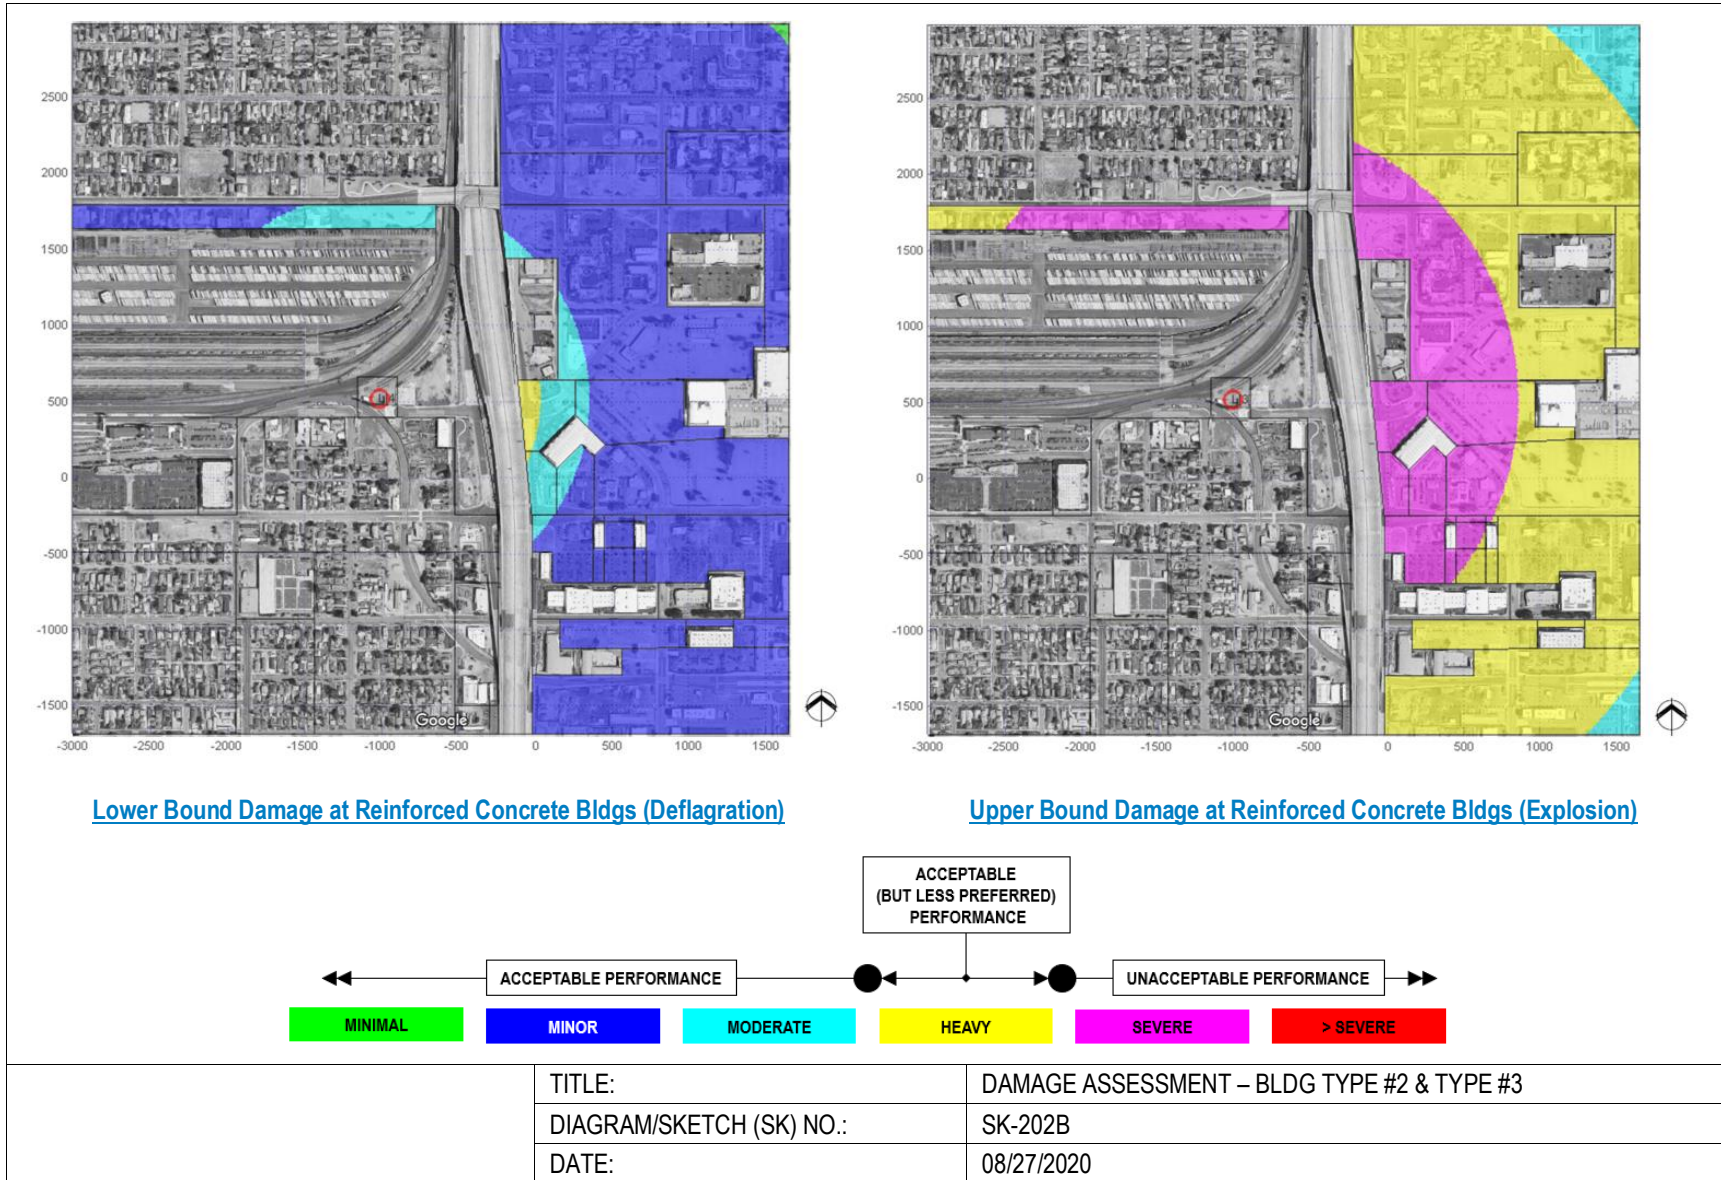 2500
2000
1500
1000
500
0
-500
-1000
-1500
-3000 -2500 -2000 -1500 -1000 -500 0 500 1000 1500
Google
2500
2000
1500
1000
500
0
-500
-1000
-1500
-3000 -2500 -2000 -1500 -1000 -500 0 500 1000 1500
Google
Lower Bound Damage at Reinforced Concrete Bldgs (Deflagration)
Upper Bound Damage at Reinforced Concrete Bldgs (Explosion)
ACCEPTABLE
(BUT LESS PREFERRED)
PERFORMANCE
ACCEPTABLE PERFORMANCE
UNACCEPTABLE PERFORMANCE
MINIMAL MINOR MODERATE HEAVY SEVERE > SEVERE
TITLE: DAMAGE ASSESSMENT – BLDG TYPE #2 & TYPE #3
DIAGRAM/SKETCH (SK) NO.: SK-202B
DATE: 08/27/2020